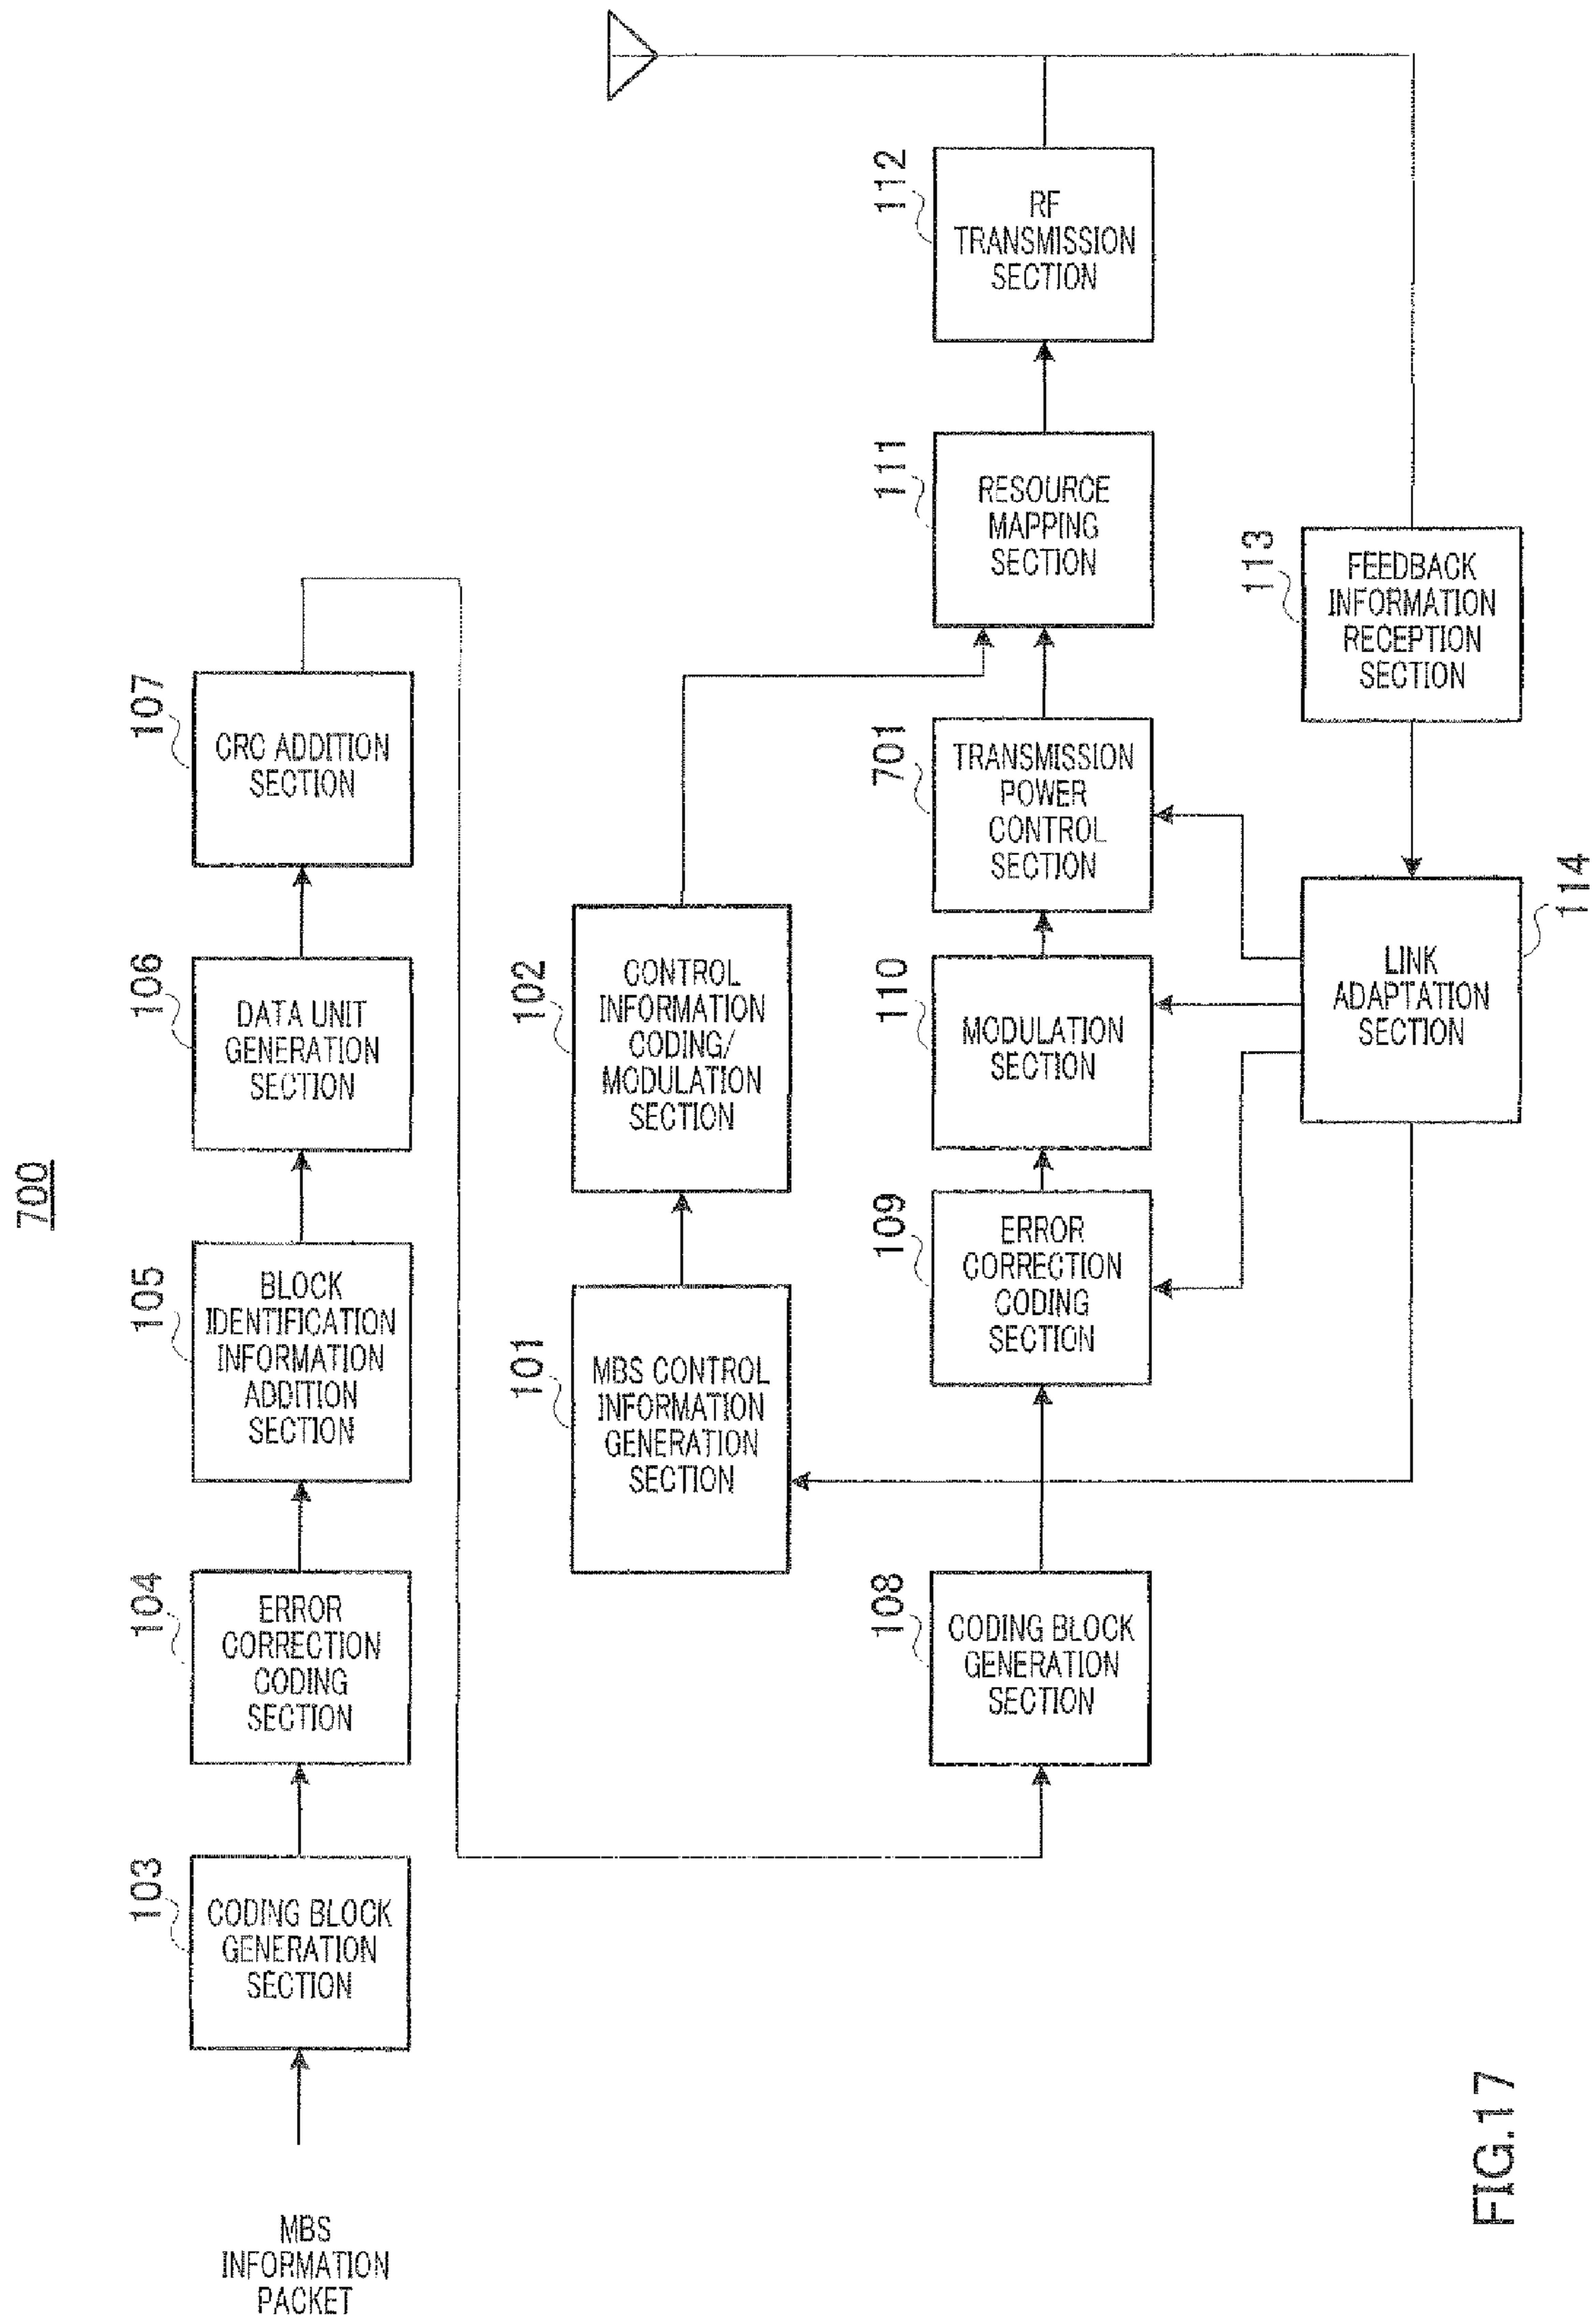 700
112
RF
TRANSMISSION
SECTION
111
RESOURCE
MAPPING
SECTION
113
FEEDBACK
INFORMATION
RECEPTION
SECTION
107
CRC ADDITION
SECTION
701
TRANSMISSION
POWER
CONTROL
SECTION
114
LINK
ADAPTATION
SECTION
106
DATA UNIT
GENERATION
SECTION
102
CONTROL
INFORMATION
CODING/
MODULATION
SECTION
110
MODULATION
SECTION
105
BLOCK
IDENTIFICATION
INFORMATION
ADDITION
SECTION
109
ERROR
CORRECTION
CODING
SECTION
101
MBS CONTROL
INFORMATION
GENERATION
SECTION
104
ERROR
CORRECTION
CODING
SECTION
108
CODING BLOCK
GENERATION
SECTION
103
CODING BLOCK
GENERATION
SECTION
MBS
INFORMATION
PACKET
FIG.17